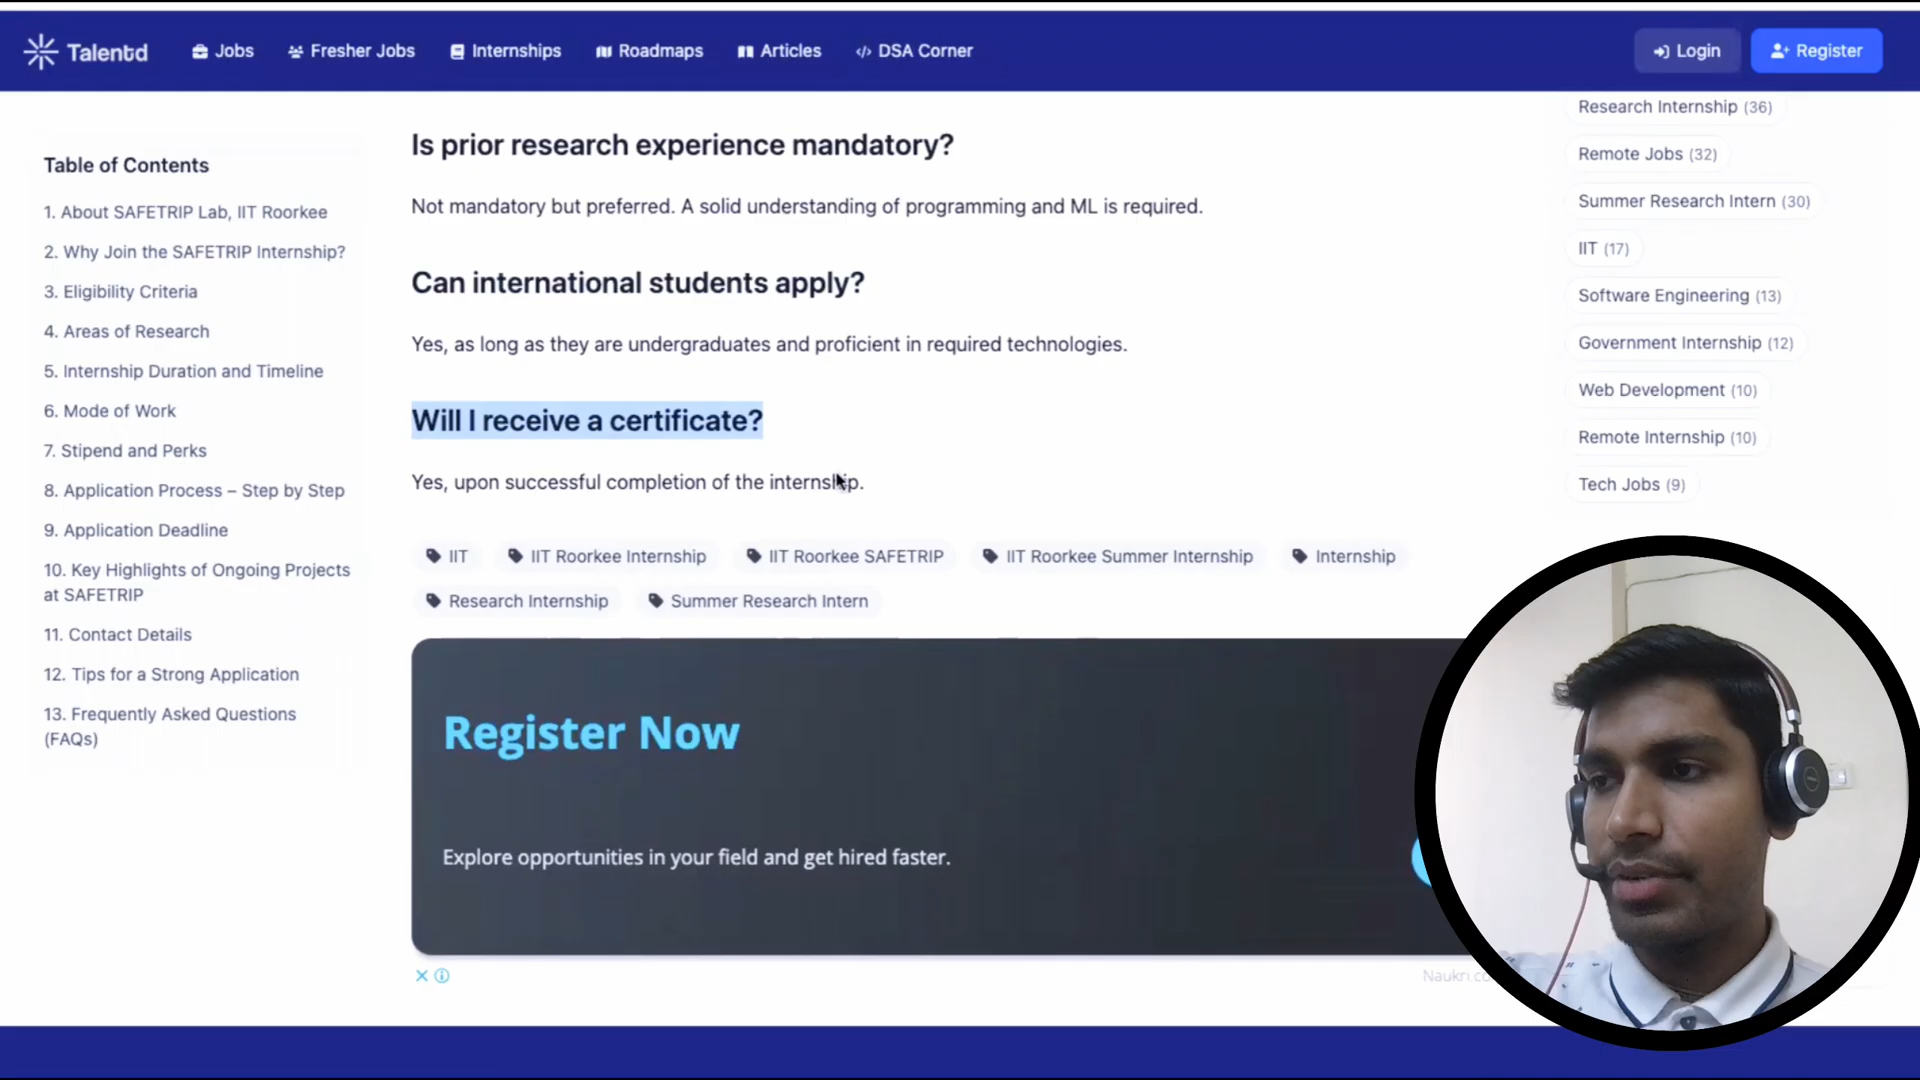 Talentd
Jobs
Fresher Jobs
Internships
Roadmaps
Articles
DSA Corner
Login
Register
Table of Contents
1. About SAFETRIP Lab, IIT Roorkee
2. Why Join the SAFETRIP Internship?
3. Eligibility Criteria
4. Areas of Research
5. Internship Duration and Timeline
6. Mode of Work
7. Stipend and Perks
8. Application Process – Step by Step
9. Application Deadline
10. Key Highlights of Ongoing Projects
at SAFETRIP
11. Contact Details
12. Tips for a Strong Application
13. Frequently Asked Questions
(FAQs)
Is prior research experience mandatory?
Not mandatory but preferred. A solid understanding of programming and ML is required.
Can international students apply?
Yes, as long as they are undergraduates and proficient in required technologies.
Will I receive a certificate?
Yes, upon successful completion of the internship.
IIT
IIT Roorkee Internship
IIT Roorkee SAFETRIP
IIT Roorkee Summer Internship
Internship
Research Internship
Summer Research Intern
Register Now
Explore opportunities in your field and get hired faster.
Research Internship (36)
Remote Jobs (32)
Summer Research Intern (30)
IIT (17)
Software Engineering (13)
Government Internship (12)
Web Development (10)
Remote Internship (10)
Tech Jobs (9)